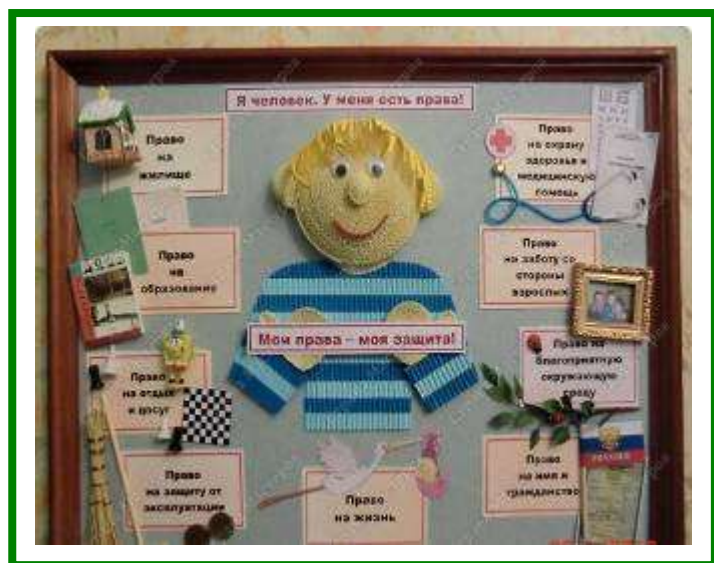 Я человек. У меня есть права!
Право
на
жилище
Право
на
образование
Право
на отдых
и досуг
Право
на защиту от
эксплуатации
Мои права – моя защита!
Право
на жизнь
Право
на охрану
здоровья и
медицинскую
помощь
Право
на заботу со
стороны
взрослых
Право на
благоприятную
окружающую
среду
Право
на имя и
гражданство
РОССИЯ